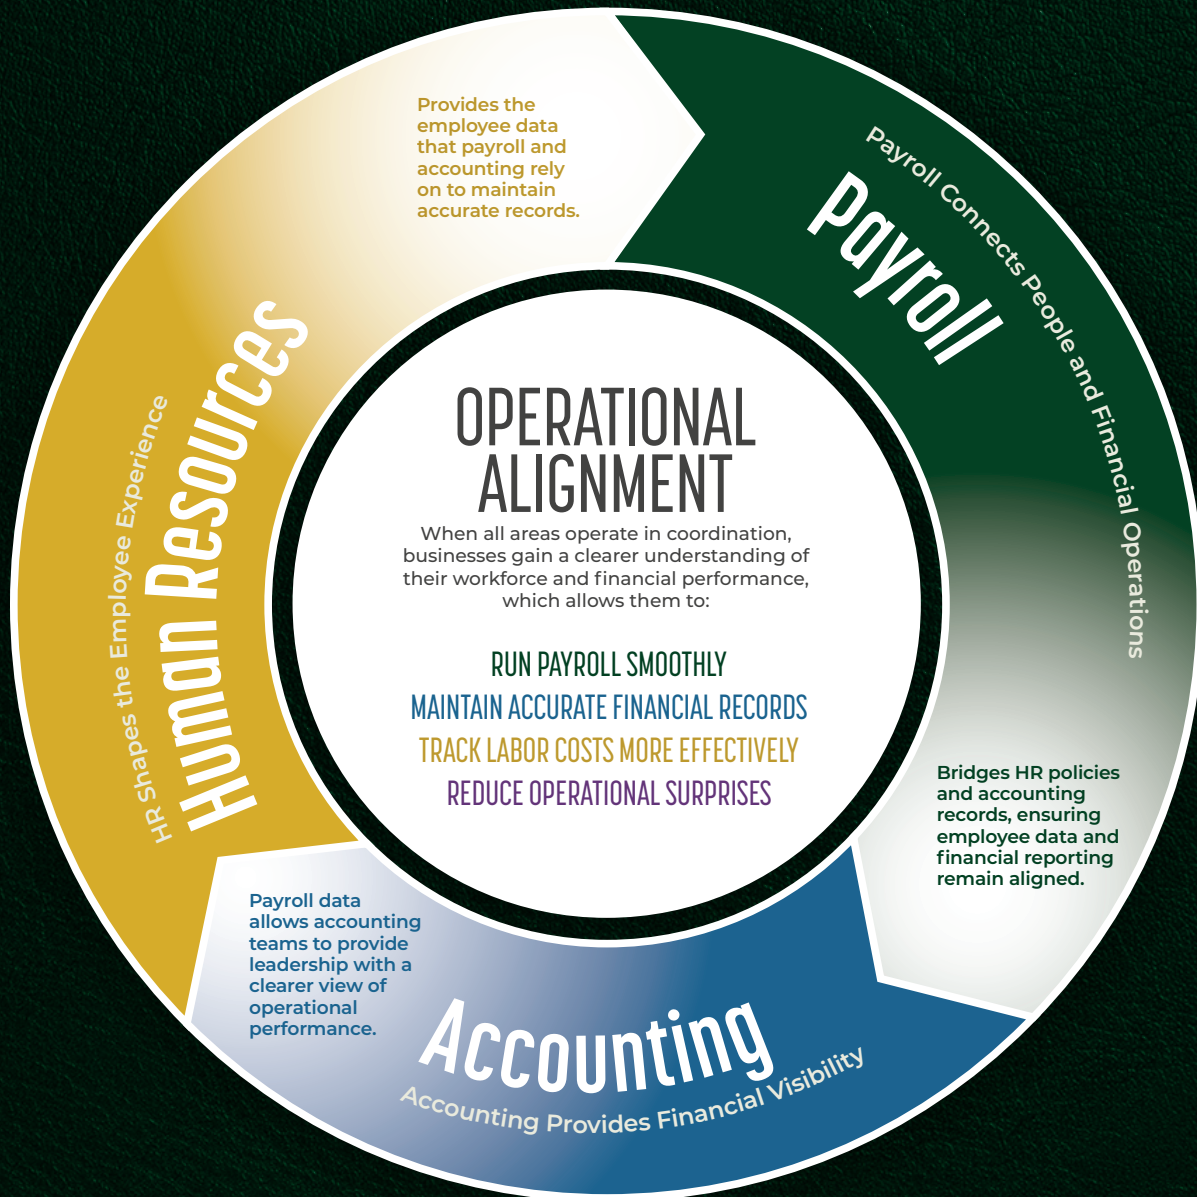 Provides the
employee data
that payroll and
accounting rely
on to maintain
accurate records.
Payroll
Payroll Connects People and Financial Operations
Bridges HR policies
and accounting
records, ensuring
employee data and
financial reporting
remain aligned.
Accounting
Accounting Provides Financial Visibility
Payroll data
allows accounting
teams to provide
leadership with a
clearer view of
operational
performance.
Human Resources
HR Shapes the Employee Experience
OPERATIONAL
ALIGNMENT
When all areas operate in coordination,
businesses gain a clearer understanding of
their workforce and financial performance,
which allows them to:
RUN PAYROLL SMOOTHLY
MAINTAIN ACCURATE FINANCIAL RECORDS
TRACK LABOR COSTS MORE EFFECTIVELY
REDUCE OPERATIONAL SURPRISES